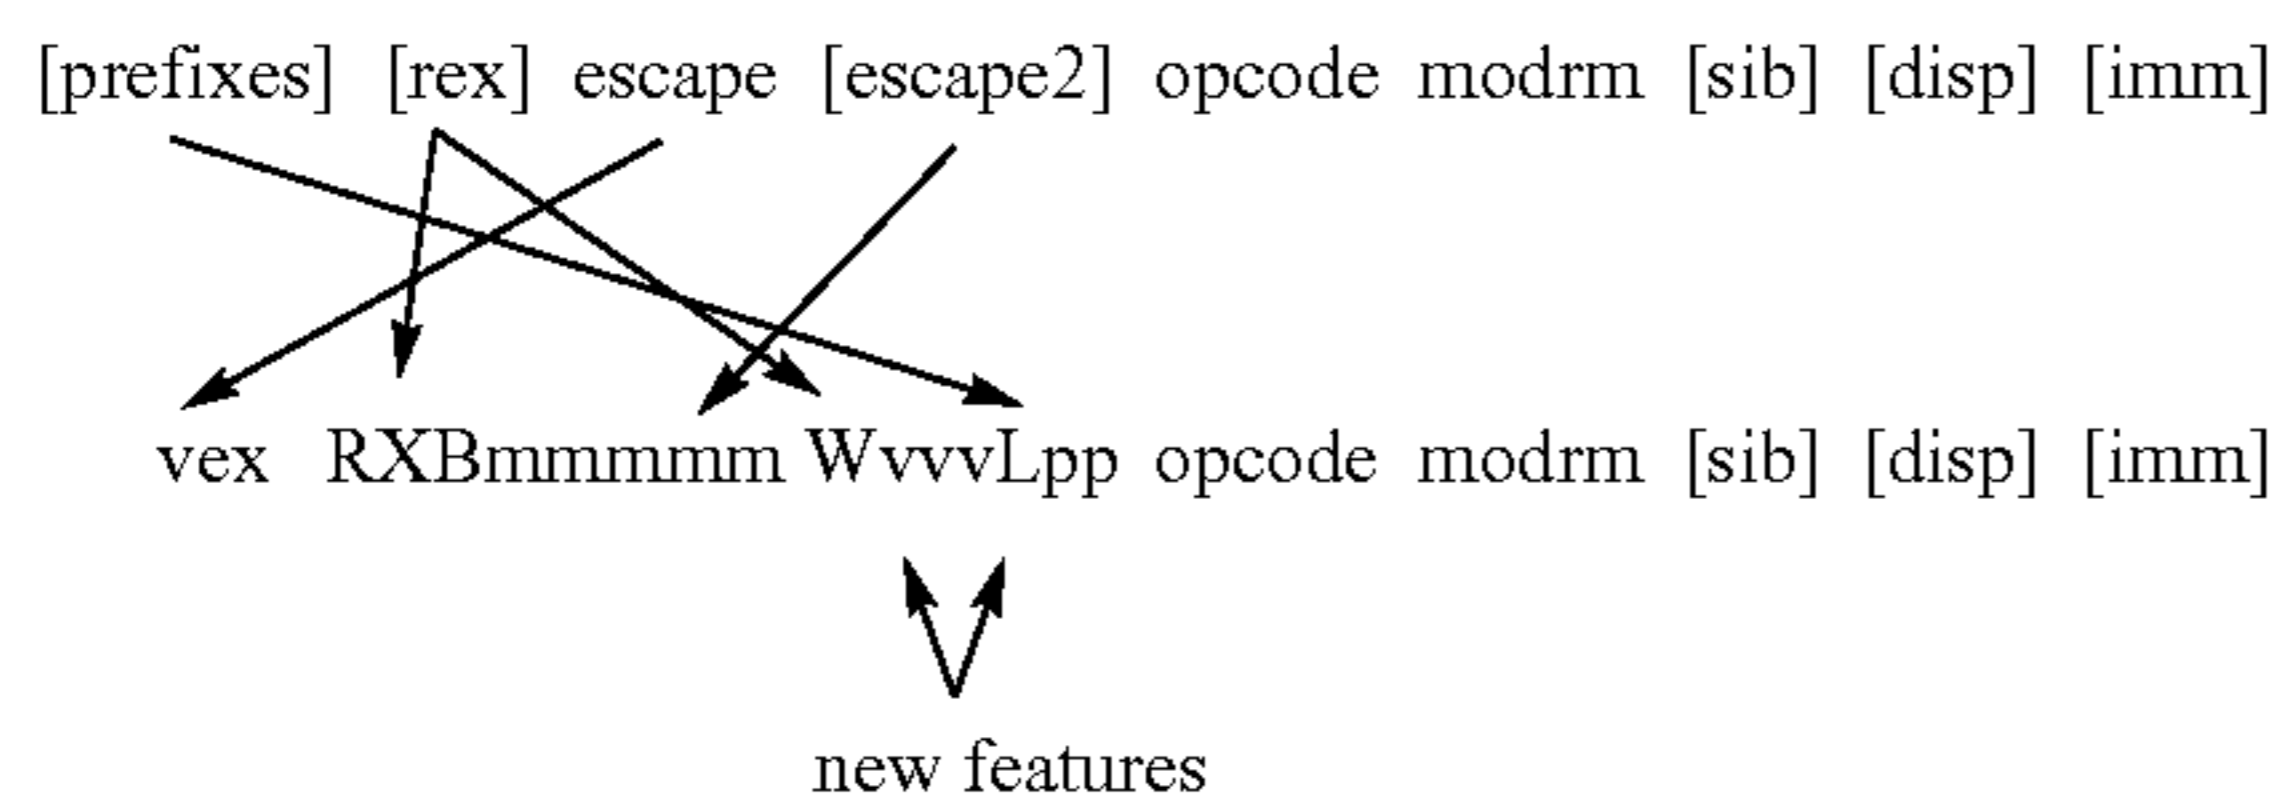 [prefixes] [rex] escape [escape2] opcode modrm [sib] [disp] [imm]
vex RXBmmmmm WvvvLpp opcode modrm [sib] [disp] [imm]
new features